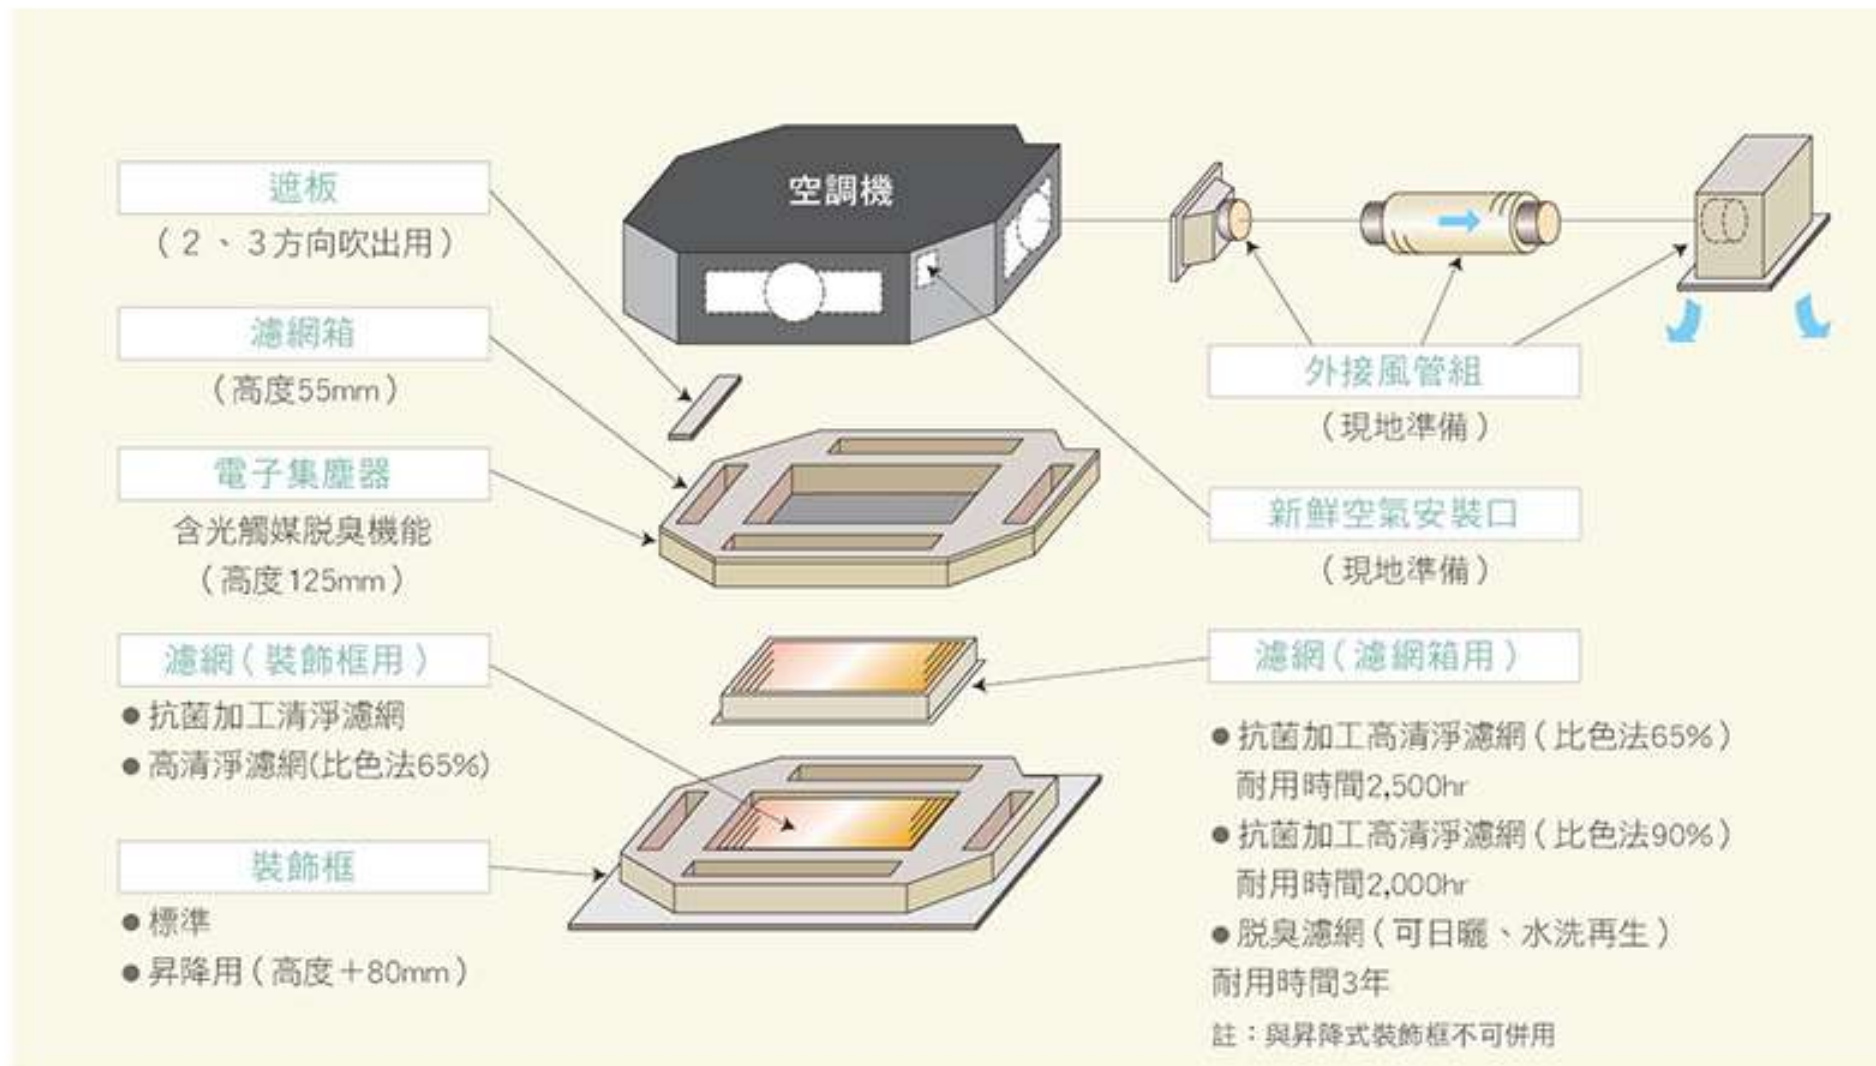 空調機
遮板
（2、3方向吹出用）
濾網箱
（高度55mm）
電子集塵器
含光觸媒脱臭機能
（高度125mm）
濾網（裝飾框用）
●抗菌加工清淨濾網
●高清淨濾網(比色法65%)
裝飾框
●標準
●昇降用（高度＋80mm）
外接風管組
（現地準備）
新鮮空氣安裝口
（現地準備）
濾網（濾網箱用）
●抗菌加工高清淨濾網（比色法65%）
耐用時間2,500hr
●抗菌加工高清淨濾網（比色法90%）
耐用時間2,000hr
●脱臭濾網（可日曬、水洗再生）
耐用時間3年
註：與昇降式裝飾框不可併用